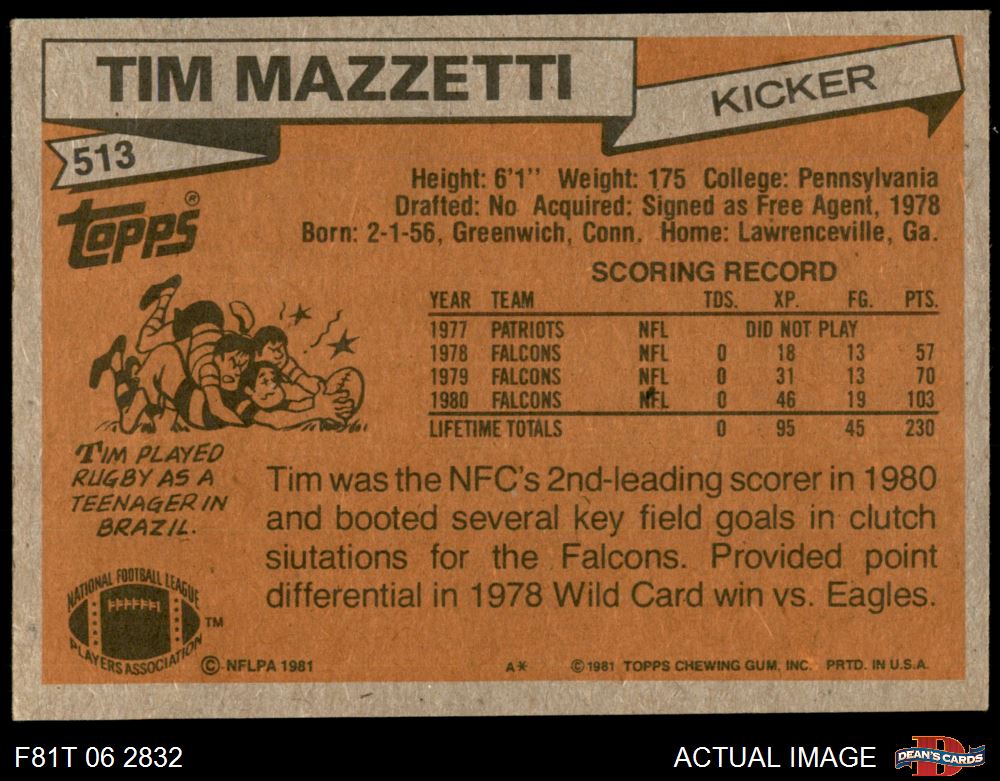 TIM MAZZETTI
KICKER
513
TOPPS®
Height: 6'1'' Weight: 175 College: Pennsylvania
Drafted: No Acquired: Signed as Free Agent, 1978
Born: 2-1-56, Greenwich, Conn. Home: Lawrenceville, Ga.
SCORING RECORD
YEAR TEAM TDS. XP. FG. PTS.
1977 PATRIOTS NFL DID NOT PLAY
1978 FALCONS NFL 0 18 13 57
1979 FALCONS NFL 0 31 13 70
1980 FALCONS NFL 0 46 19 103
LIFETIME TOTALS 0 95 45 230
TIM PLAYED
RUGBY AS A
TEENAGER IN
BRAZIL.
Tim was the NFC's 2nd-leading scorer in 1980
and booted several key field goals in clutch
siutations for the Falcons. Provided point
differential in 1978 Wild Card win vs. Eagles.
NATIONAL FOOTBALL LEAGUE
PLAYERS ASSOCIATION
TM
© NFLPA 1981
A*
© 1981 TOPPS CHEWING GUM, INC. PRTD. IN U.S.A.
F81T 06 2832
ACTUAL IMAGE
D
DEAN'S CARDS